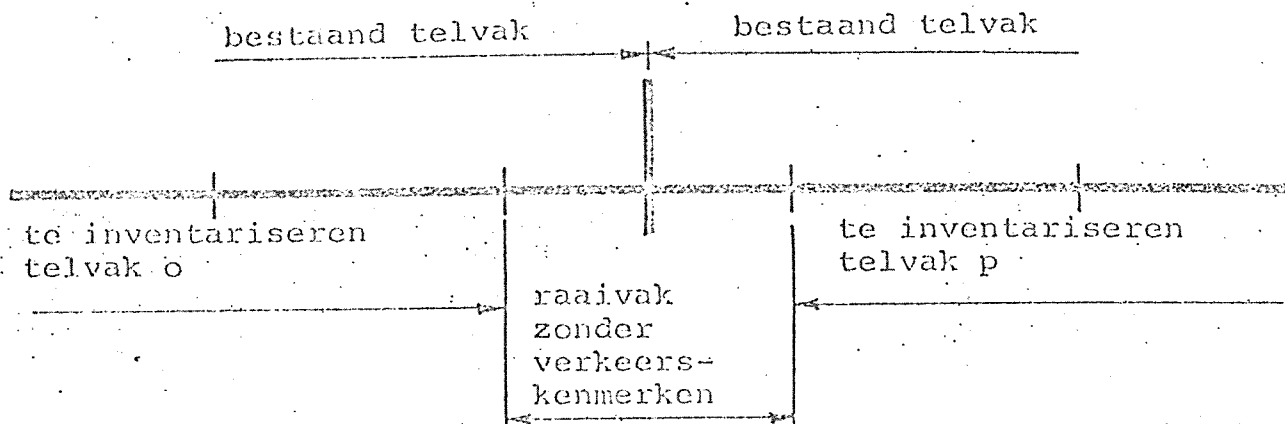 bestaand telvak
bestaand telvak
te inventariseren
telvak o
te inventariseren
telvak p
raaivak
zonder
verkeers-
kenmerken